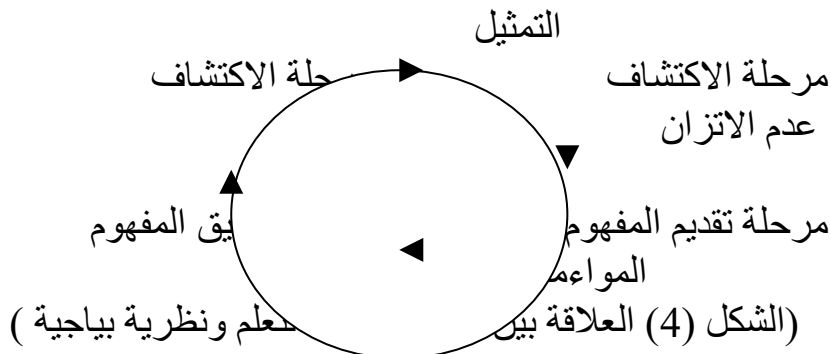 التمثيل
مرحلة الاكتشاف حلة الاكتشاف
عدم الاتزان
مرحلة تقديم المفهوم يق المفهوم
المواءم
(الشكل (4) العلاقة بين لتعلم ونظرية بياجية )